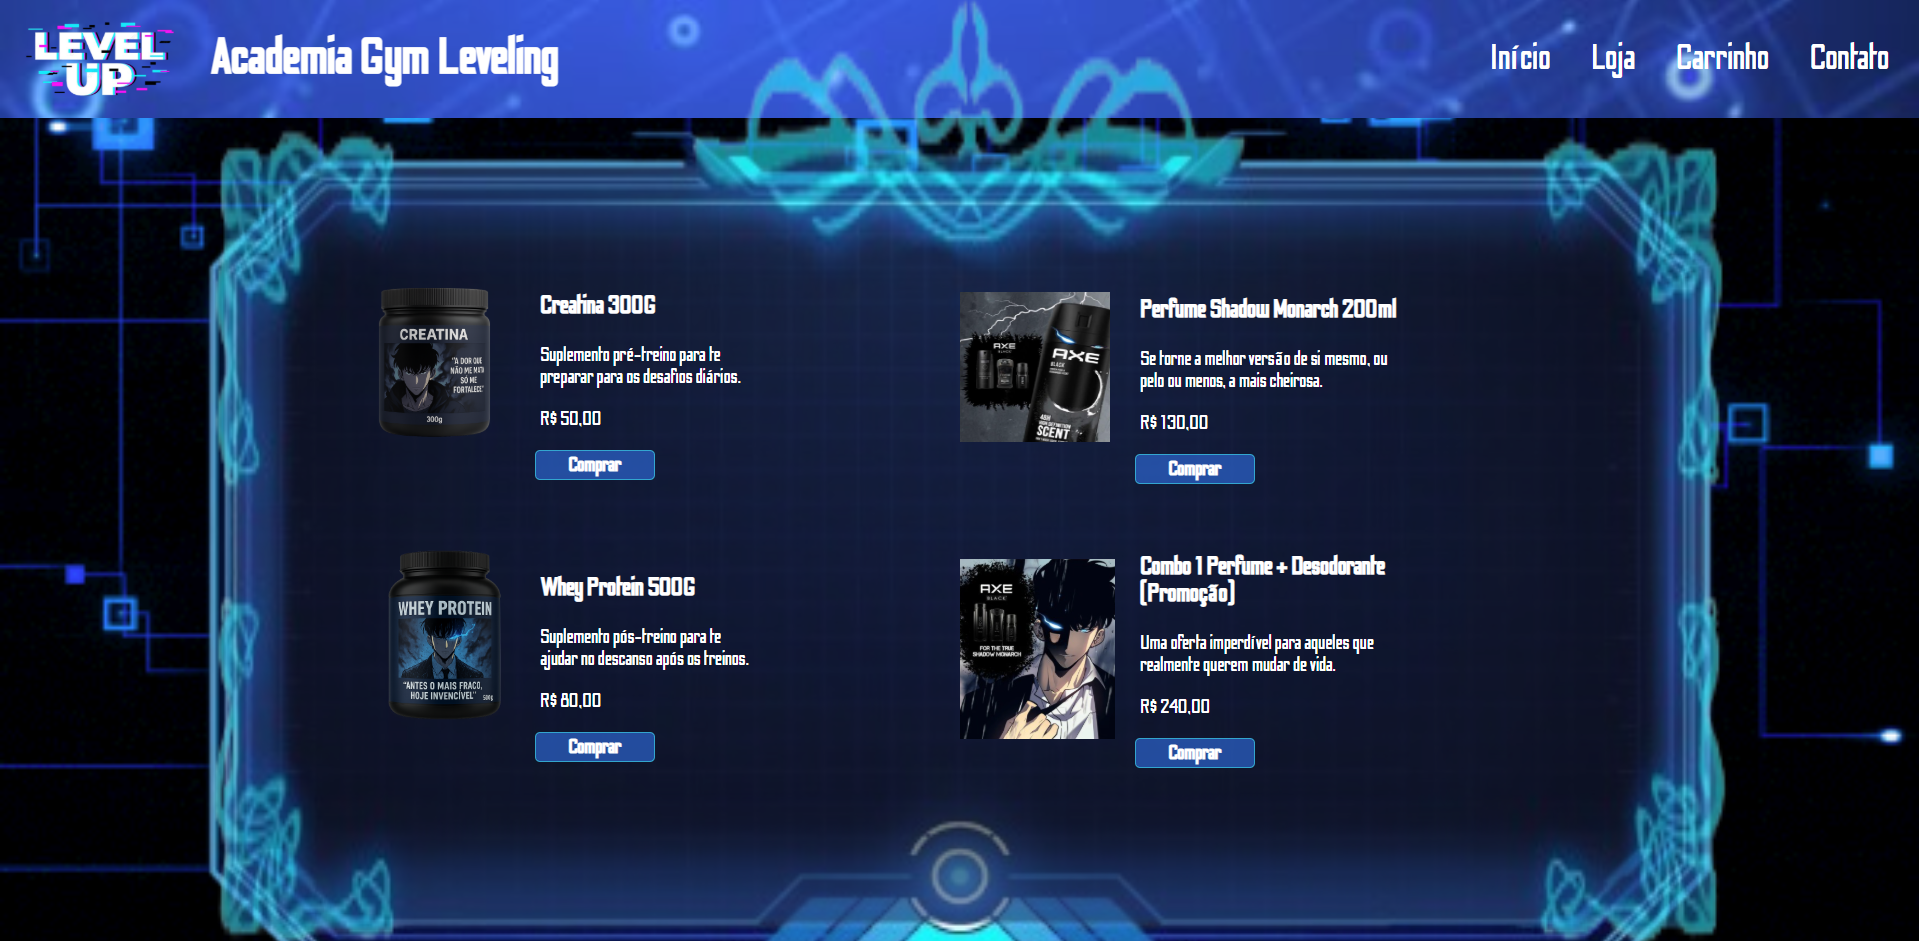 LEVEL
UP
Academia Gym Leveling
Início
Loja
Carrinho
Contato
CREATINA
"A DOR QUE
NÃO ME MATA
SÓ ME
FORTALECE"
300g
Creatina 300G
Suplemento pré-treino para te
preparar para os desafios diários.
R$ 50,00
Comprar
AXE
BLACK
AXE
BLACK
48H
HIGH DEFINITION
SCENT
Perfume Shadow Monarch 200ml
Se torne a melhor versão de si mesmo, ou
pelo ou menos, a mais cheirosa.
R$ 130,00
Comprar
WHEY PROTEIN
"ANTES O MAIS FRACO,
HOJE INVENCÍVEL"
500g
Whey Protein 500G
Suplemento pós-treino para te
ajudar no descanso após os treinos.
R$ 80,00
Comprar
AXE
BLACK
FOR THE TRUE
SHADOW MONARCH
Combo 1 Perfume + Desodorante
(Promoção)
Uma oferta imperdível para aqueles que
realmente querem mudar de vida.
R$ 240,00
Comprar